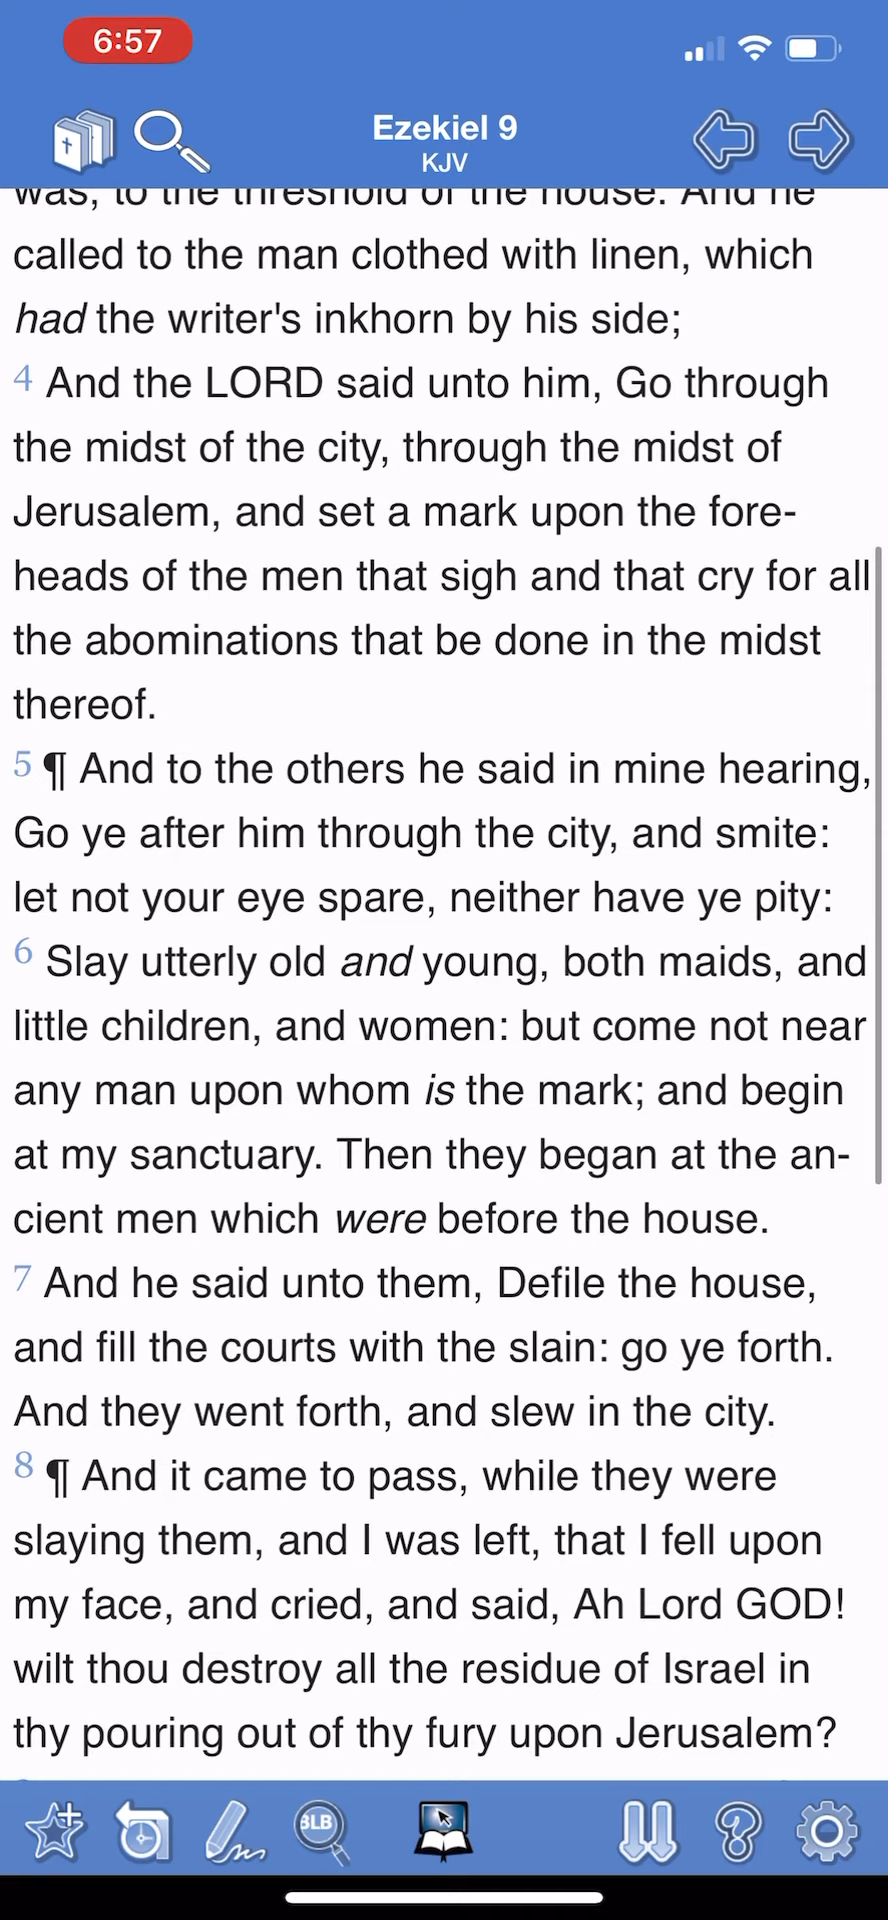 6:57
Ezekiel 9
KJV
was, to the threshold of the house. And he
called to the man clothed with linen, which
had the writer's inkhorn by his side;
4 And the LORD said unto him, Go through
the midst of the city, through the midst of
Jerusalem, and set a mark upon the fore-
heads of the men that sigh and that cry for all
the abominations that be done in the midst
thereof.
5 ¶ And to the others he said in mine hearing,
Go ye after him through the city, and smite:
let not your eye spare, neither have ye pity:
6 Slay utterly old and young, both maids, and
little children, and women: but come not near
any man upon whom is the mark; and begin
at my sanctuary. Then they began at the an-
cient men which were before the house.
7 And he said unto them, Defile the house,
and fill the courts with the slain: go ye forth.
And they went forth, and slew in the city.
8 ¶ And it came to pass, while they were
slaying them, and I was left, that I fell upon
my face, and cried, and said, Ah Lord GOD!
wilt thou destroy all the residue of Israel in
thy pouring out of thy fury upon Jerusalem?
BLB